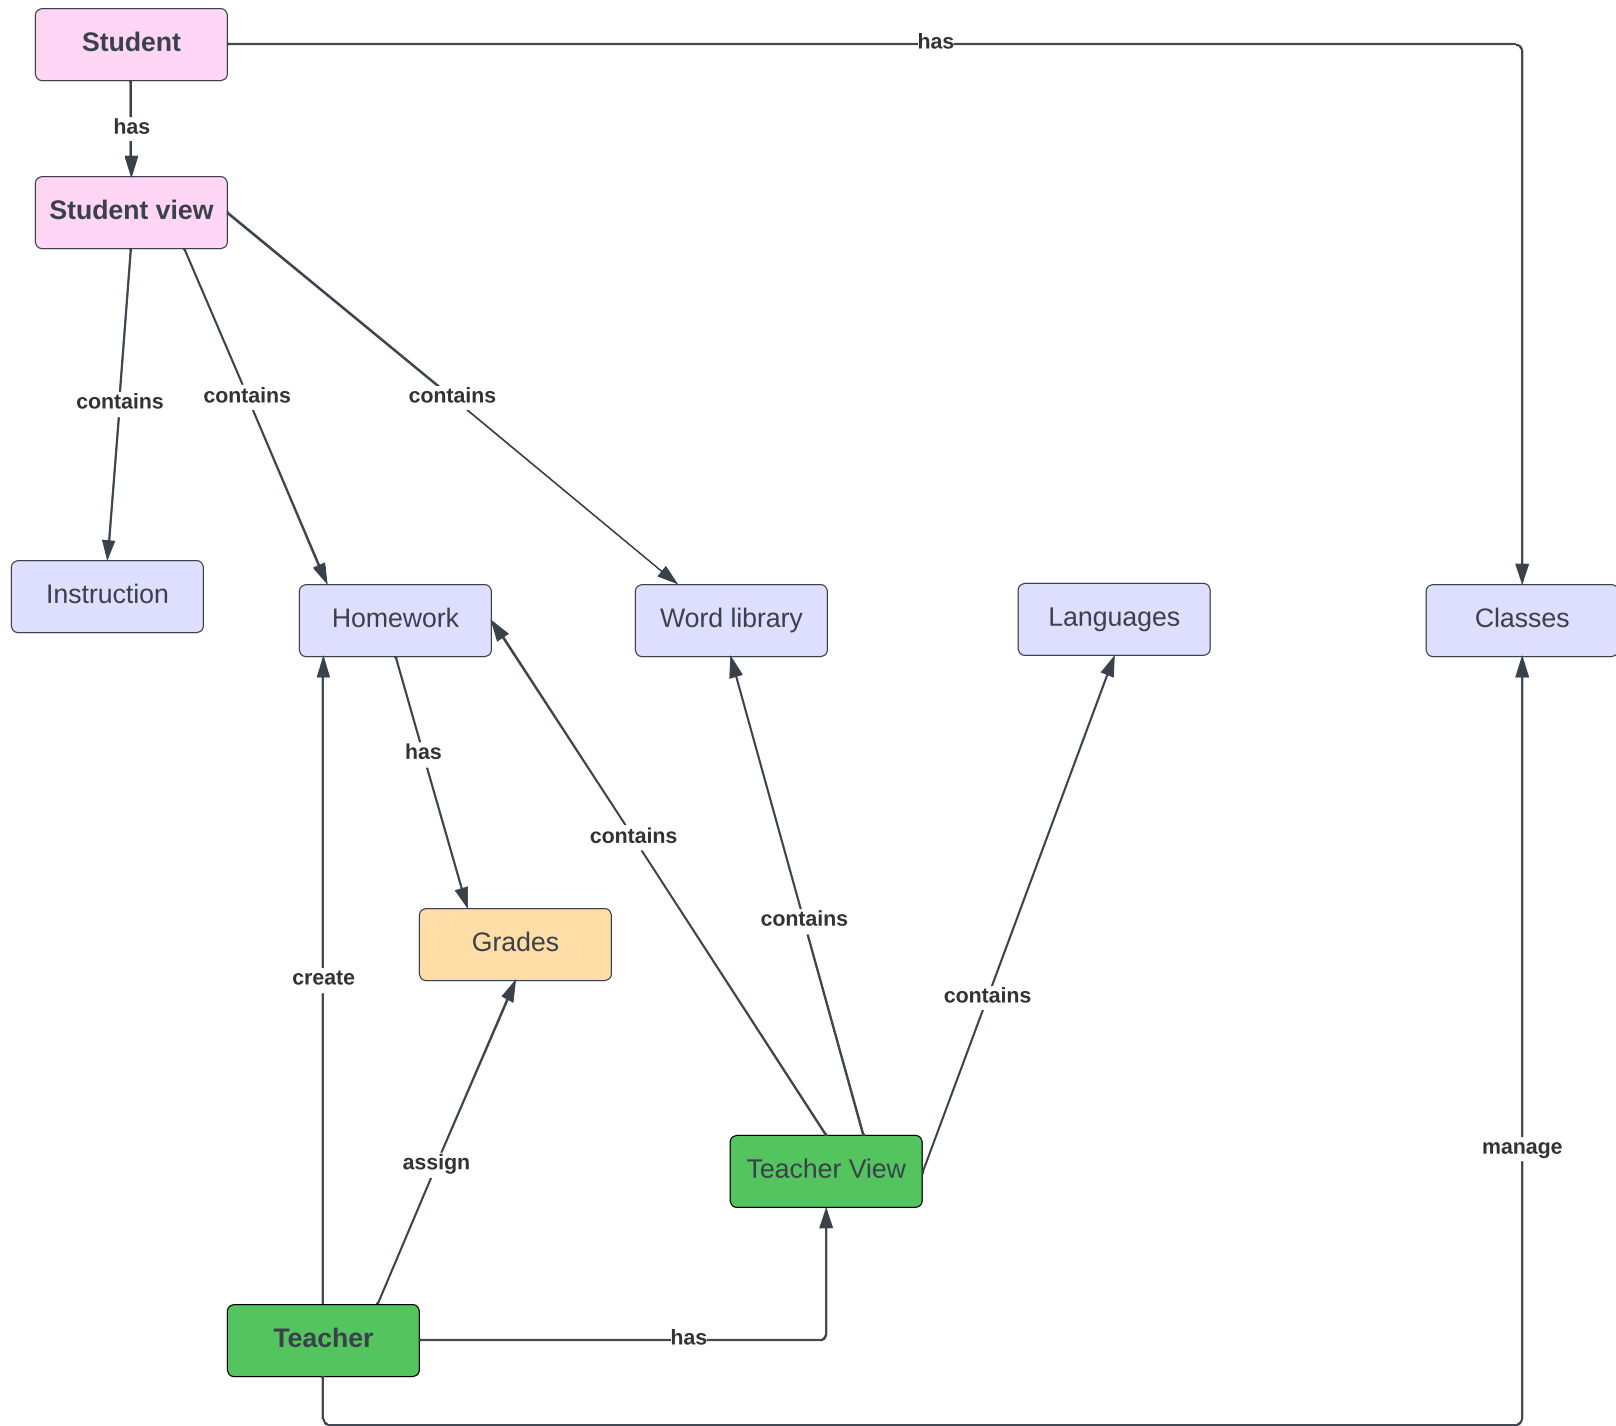 Student
has
has
Student view
contains
contains
contains
Instruction
Homework
Word library
Languages
Classes
has
contains
contains
Grades
create
contains
assign
Teacher View
manage
Teacher
has